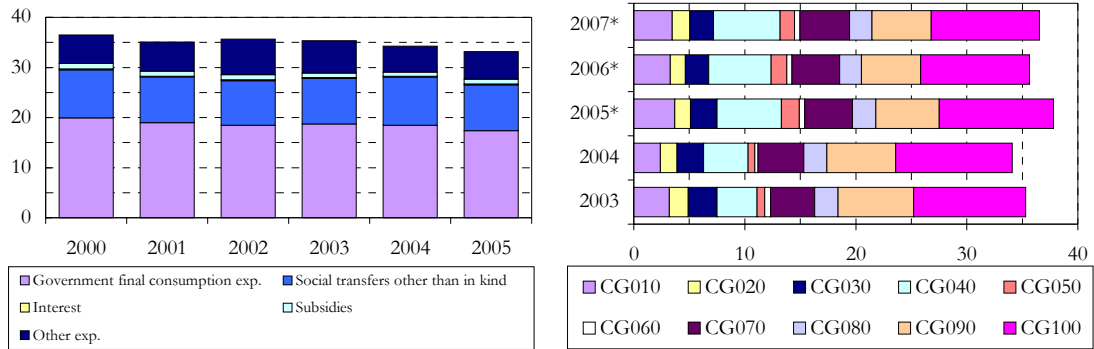 40
30
20
10
0
2000 2001 2002 2003 2004 2005
Government final consumption exp. Social transfers other than in kind
Interest Subsidies
Other exp.
2007*
2006*
2005*
2004
2003
0 10 20 30 40
CG010 CG020 CG030 CG040 CG050
CG060 CG070 CG080 CG090 CG100